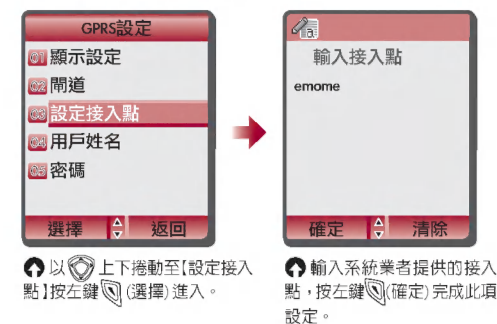 GPRS設定
01 顯示設定
02 閘道
03 設定接入點
04 用戶姓名
05 密碼
選擇 返回
以 上下捲動至【設定接入
點】按左鍵 (選擇) 進入。
輸入接入點
emome
確定 清除
輸入系統業者提供的接入
點，按左鍵 (確定) 完成此項
設定。